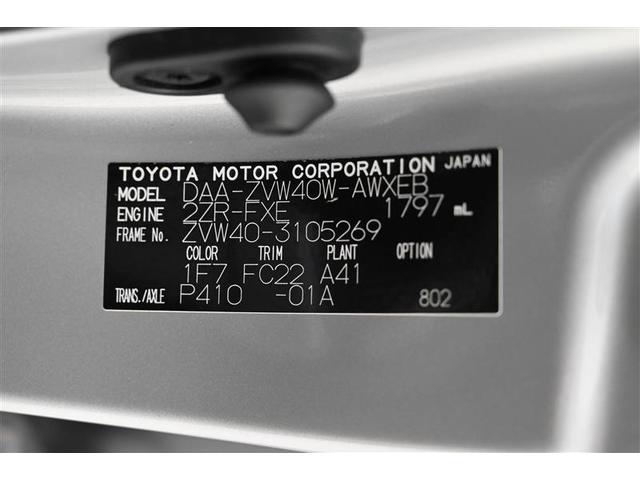 TOYOTA MOTOR CORPORATION JAPAN
MODEL DAA-ZVW40W-AWXEB
ENGINE 2ZR-FXE 1797 mL
FRAME No. ZVW40-3105269
COLOR TRIM PLANT OPTION
1F7 FC22 A41
TRANS./AXLE P410 -01A 802